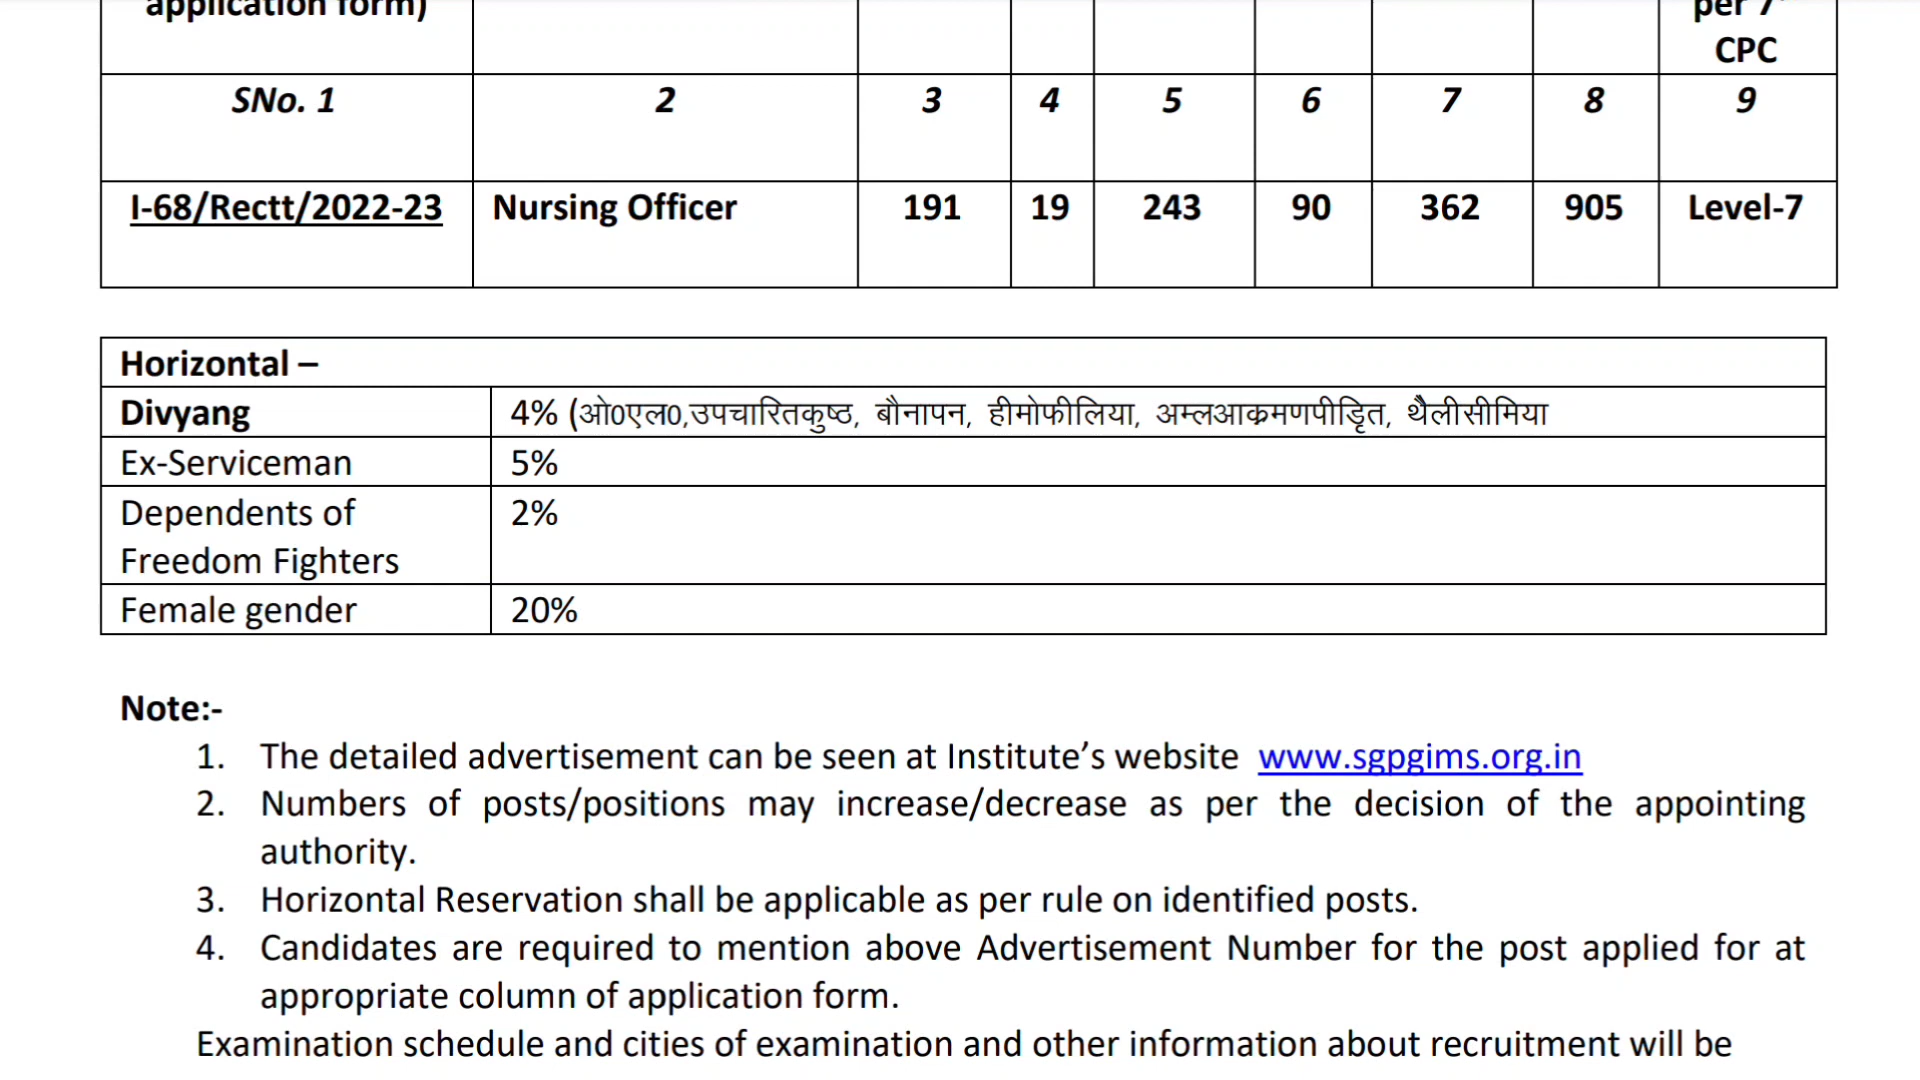 application form)
per 7th
CPC
SNo. 1 2 3 4 5 6 7 8 9
I-68/Rectt/2022-23 Nursing Officer 191 19 243 90 362 905 Level-7
Horizontal –
Divyang 4% (ओ0एल0,उपचारितकुष्ठ, बौनापन, हीमोफीलिया, अम्लआक्रमणपीड़ित, थैलीसीमिया
Ex-Serviceman 5%
Dependents of 2%
Freedom Fighters
Female gender 20%
Note:-
1. The detailed advertisement can be seen at Institute’s website www.sgpgims.org.in
2. Numbers of posts/positions may increase/decrease as per the decision of the appointing
authority.
3. Horizontal Reservation shall be applicable as per rule on identified posts.
4. Candidates are required to mention above Advertisement Number for the post applied for at
appropriate column of application form.
Examination schedule and cities of examination and other information about recruitment will be